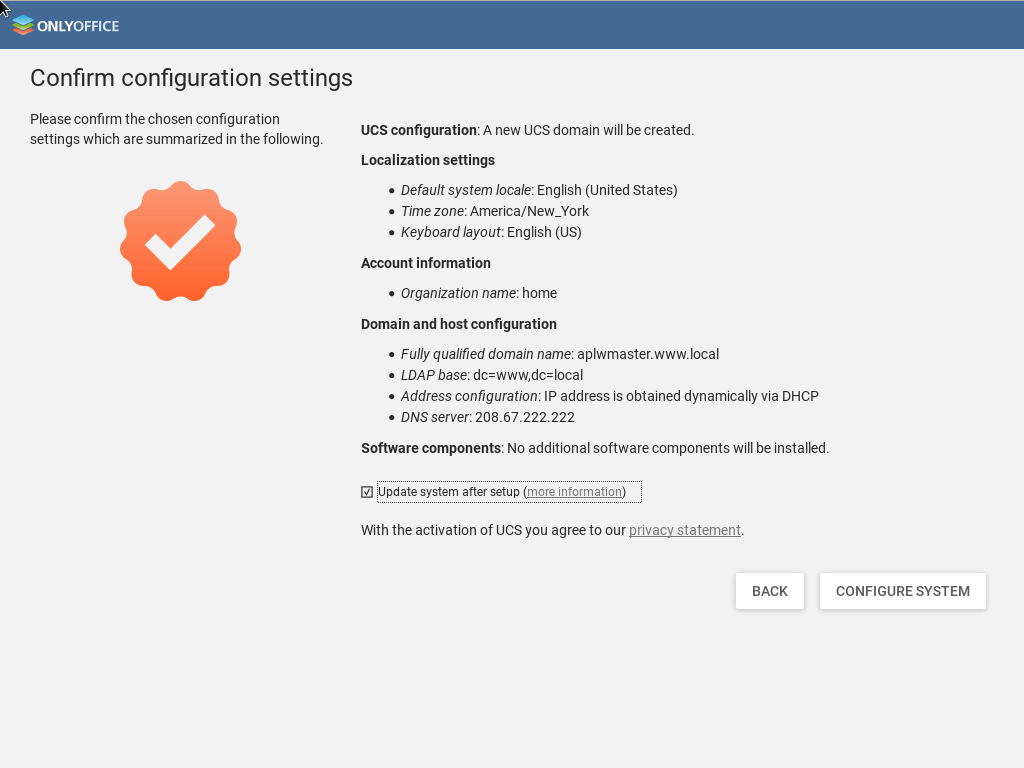 ONLYOFFICE
Confirm configuration settings
Please confirm the chosen configuration
settings which are summarized in the following.
UCS configuration: A new UCS domain will be created.
Localization settings
• Default system locale: English (United States)
• Time zone: America/New_York
• Keyboard layout: English (US)
Account information
• Organization name: home
Domain and host configuration
• Fully qualified domain name: aplwmaster.www.local
• LDAP base: dc=www,dc=local
• Address configuration: IP address is obtained dynamically via DHCP
• DNS server: 208.67.222.222
Software components: No additional software components will be installed.
Update system after setup (more information)
With the activation of UCS you agree to our privacy statement.
BACK CONFIGURE SYSTEM